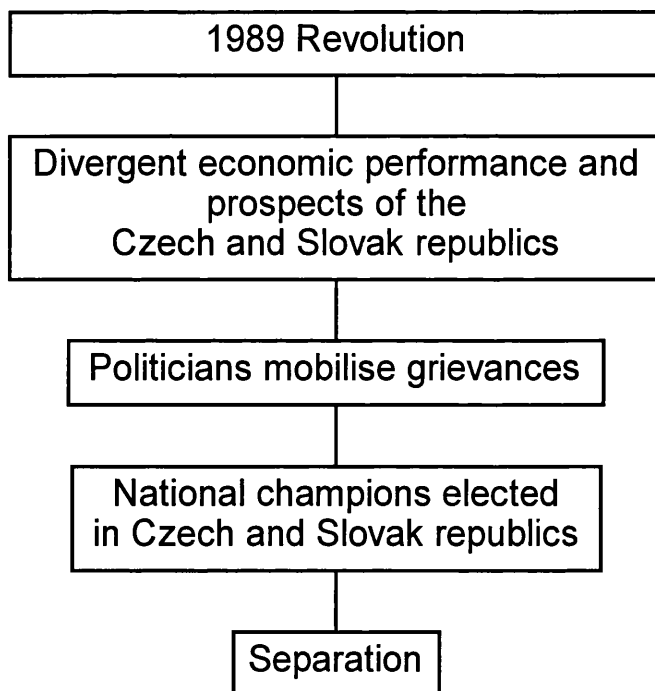 1989 Revolution
Divergent economic performance and
prospects of the
Czech and Slovak republics
Politicians mobilise grievances
National champions elected
in Czech and Slovak republics
Separation